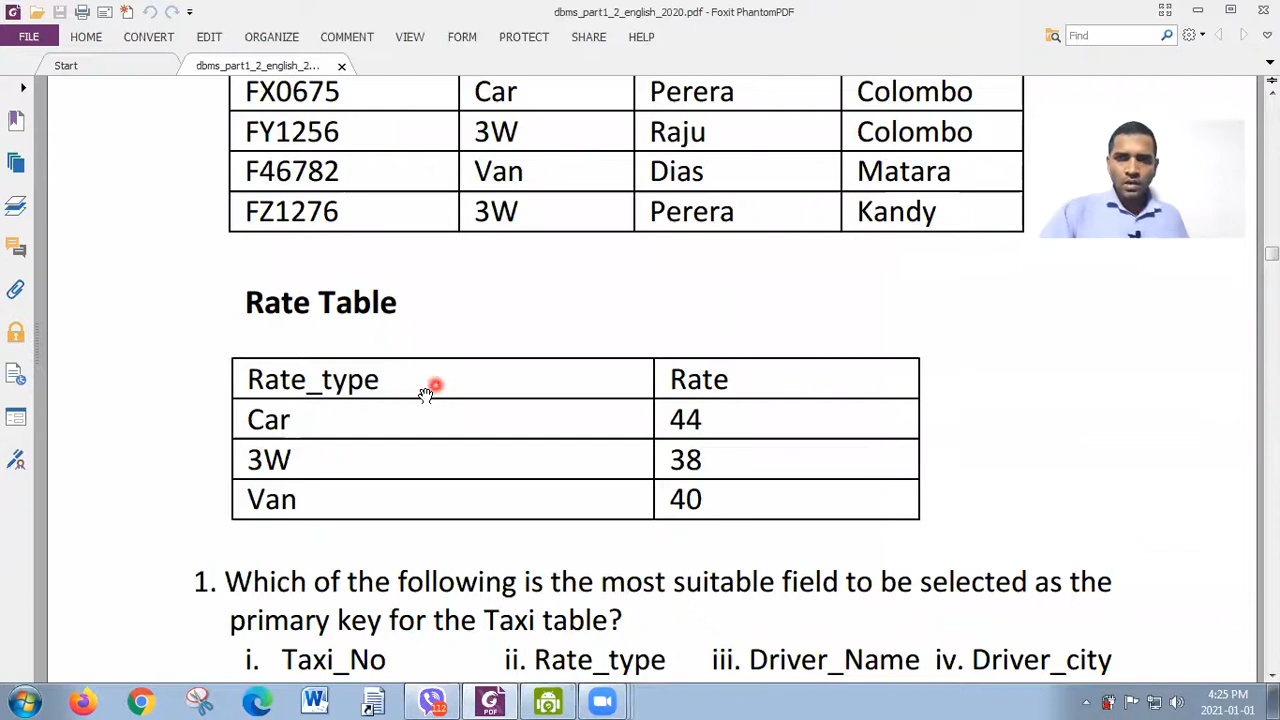 dbms_part1_2_english_2020.pdf - Foxit PhantomPDF
FILE HOME CONVERT EDIT ORGANIZE COMMENT VIEW FORM PROTECT SHARE HELP Find
Start dbms_part1_2_english_2...
FX0675 Car Perera Colombo
FY1256 3W Raju Colombo
F46782 Van Dias Matara
FZ1276 3W Perera Kandy
Rate Table
Rate_type Rate
Car 44
3W 38
Van 40
1. Which of the following is the most suitable field to be selected as the
primary key for the Taxi table?
i. Taxi_No ii. Rate_type iii. Driver_Name iv. Driver_city
112
PDF
4:25 PM
2021-01-01